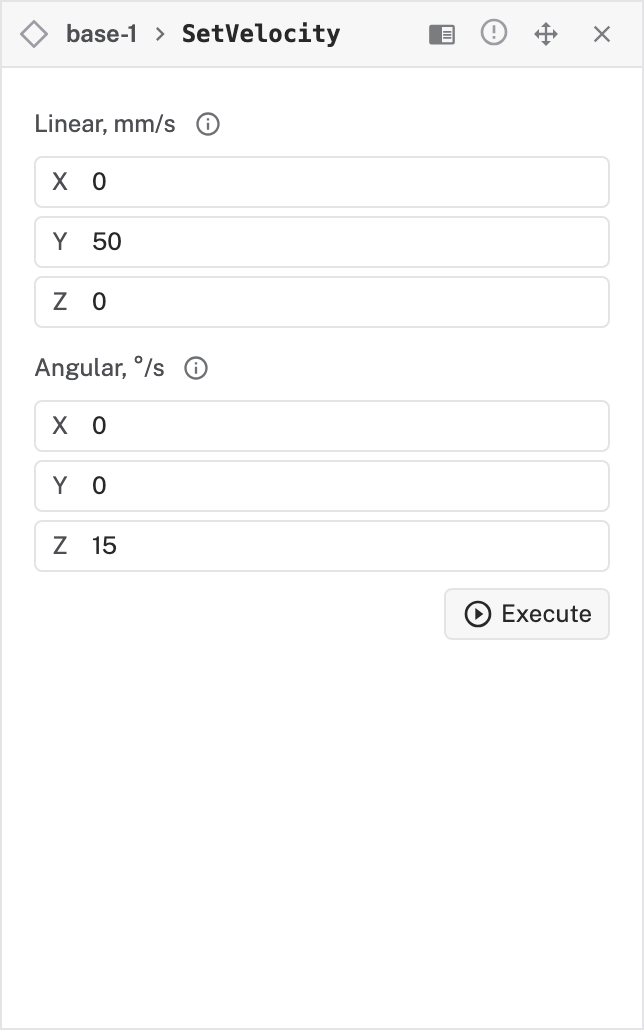 base-1 > SetVelocity
Linear, mm/s
X 0
Y 50
Z 0
Angular, °/s
X 0
Y 0
Z 15
Execute